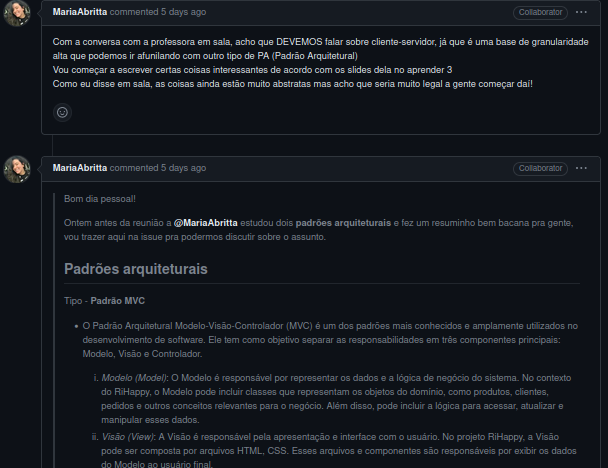 MariaAbritta commented 5 days ago
Collaborator
Com a conversa com a professora em sala, acho que DEVEMOS falar sobre cliente-servidor, já que é uma base de granularidade
alta que podemos ir afunilando com outro tipo de PA (Padrão Arquitetural)
Vou começar a escrever certas coisas interessantes de acordo com os slides dela no aprender 3
Como eu disse em sala, as coisas ainda estão muito abstratas mas acho que seria muito legal a gente começar daí!
MariaAbritta commented 5 days ago
Collaborator
Bom dia pessoal!
Ontem antes da reunião a @MariaAbritta estudou dois padrões arquiteturais e fez um resuminho bem bacana pra gente,
vou trazer aqui na issue pra podermos discutir sobre o assunto.
Padrões arquiteturais
Tipo - Padrão MVC
• O Padrão Arquitetural Modelo-Visão-Controlador (MVC) é um dos padrões mais conhecidos e amplamente utilizados no
desenvolvimento de software. Ele tem como objetivo separar as responsabilidades em três componentes principais:
Modelo, Visão e Controlador.
i. Modelo (Model): O Modelo é responsável por representar os dados e a lógica de negócio do sistema. No contexto
do RiHappy, o Modelo pode incluir classes que representam os objetos do domínio, como produtos, clientes,
pedidos e outros conceitos relevantes para o negócio. Além disso, pode incluir a lógica para acessar, atualizar e
manipular esses dados.
ii. Visão (View): A Visão é responsável pela apresentação e interface com o usuário. No projeto RiHappy, a Visão
pode ser composta por arquivos HTML, CSS. Esses arquivos e componentes são responsáveis por exibir os dados
do Modelo ao usuário final.